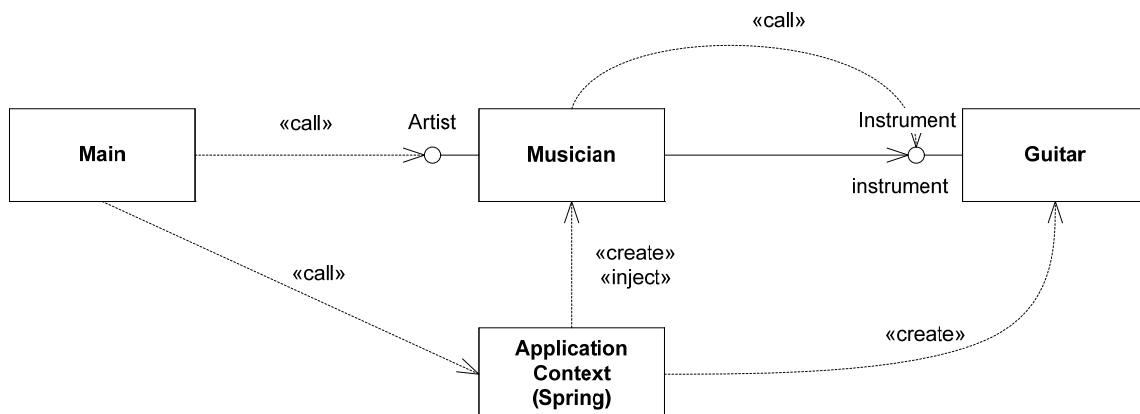 «call»
«call»
Artist
Instrument
Main
Musician
Guitar
instrument
«call»
«create»
«inject»
«create»
Application
Context
(Spring)